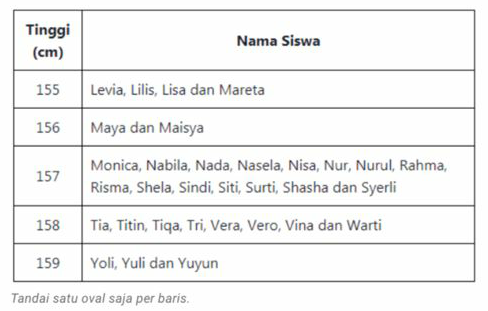 Tinggi
(cm)
Nama Siswa
155
Levia, Lilis, Lisa dan Mareta
156
Maya dan Maisya
157
Monica, Nabila, Nada, Nasela, Nisa, Nur, Nurul, Rahma,
Risma, Shela, Sindi, Siti, Surti, Shasha dan Syerli
158
Tia, Titin, Tiqa, Tri, Vera, Vero, Vina dan Warti
159
Yoli, Yuli dan Yuyun
Tandai satu oval saja per baris.